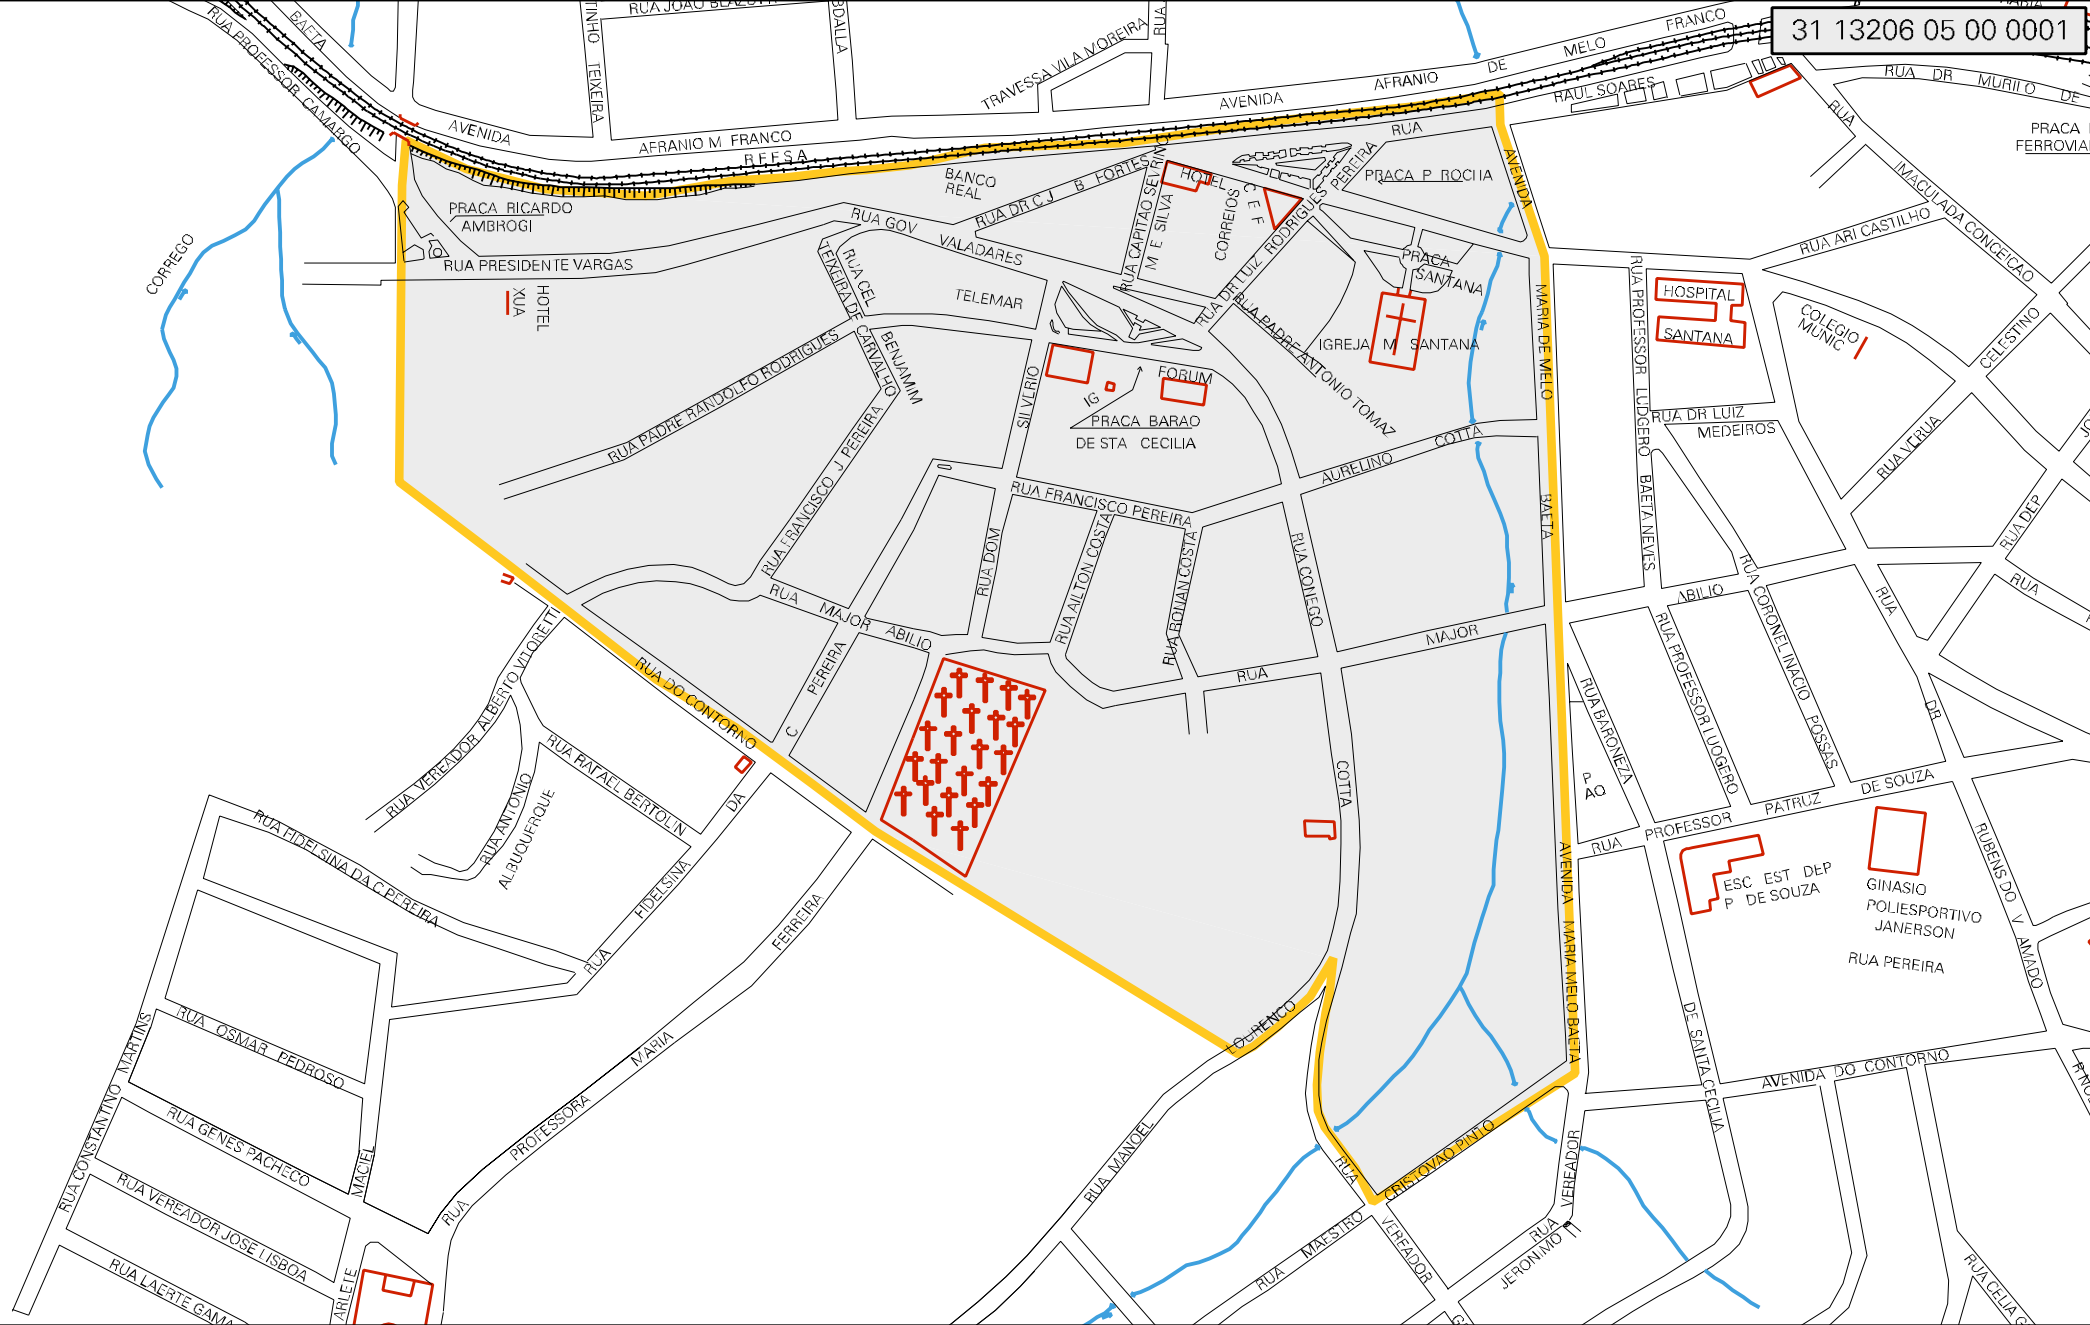 31 13206 05 00 0001
RUA PROFESSOR CAMARGO
BAETA
TEIXEIRA
TRAVESSA VILA MOREIRA
RUA
AVENIDA
AFRANIO
DE
MELO
FRANCO
RAUL SOARES
RUA DR MURILO DE
RUA
AVENIDA
AFRANIO M FRANCO
R F F S A
RUA
PRACA
FERROVIAR
IMACULADA CONCEICAO
BANCO
REAL
RUA DR C J B FORTES
RUA CAPITAO SEVERINO
M E SILVA
HOTEL
CORREIOS
C E F
PEREIRA
PRACA P ROCHA
AVENIDA
PRACA RICARDO
AMBROGI
RUA GOV VALADARES
RUA ARI CASTILHO
CORREGO
RUA PRESIDENTE VARGAS
HOTEL
XUA
RUA CEL
TEIXEIRA DE CARVALHO
BENJAMIM
TELEMAR
RUA DR LUIZ RODRIGUES
PRACA
SANTANA
RUA PADRE ANTONIO TOMAZ
IGREJA M SANTANA
MARIA DE MELO
BAETA
RUA PROFESSOR LUDGERO BAETA NEVES
HOSPITAL
SANTANA
COLEGIO
MUNIC
CELESTINO
RUA PADRE RANDOLFO RODRIGUES
SILVERIO
IG
FORUM
PRACA BARAO
DE STA CECILIA
RUA DR LUIZ
MEDEIROS
RUA VERUA
RUA FRANCISCO J PEREIRA
AURELINO
COTTA
RUA FRANCISCO PEREIRA
RUA DEP
RUA DOM
RUA AILTON COSTA
RUA RONAN COSTA
RUA CONEGO
RUA CORONEL INACIO POSSAS
RUA
RUA
RUA MAJOR ABILIO
ABILIO
MAJOR
RUA
RUA PROFESSOR LUDGERO
RUA VEREADOR ALBERTO VITORETTI
RUA DO CONTORNO
PEREIRA
C
RUA BARONEZA
DR
RUA RAFAEL BERTOLIN
RUA ANTONIO
ALBUQUERQUE
COTTA
RUA PROFESSOR PATRUZ DE SOUZA
DA
RUA FIDELSINA DA C PEREIRA
FIDELSINA
RUA
FERREIRA
AVENIDA MARIA MELO BAETA
ESC EST DEP
P DE SOUZA
GINASIO
POLIESPORTIVO
JANERSON
RUA PEREIRA
RUBENS DO V AMADO
RUA OSMAR PEDROSO
MARIA
PROFESSORA
RUA
LOURENCO
RUA MANOEL
DE SANTA CECILIA
AVENIDA DO CONTORNO
RUA CONSTANTINO MARTINS
RUA GENES PACHECO
MACIEL
RUA VEREADOR JOSE LISBOA
RUA LAERTE GAMA
ARLETE
RUA
CRISTOVAO PINTO
VEREADOR
RUA MAESTRO
VEREADOR
RUA
JERONIMO
RUA CELIA